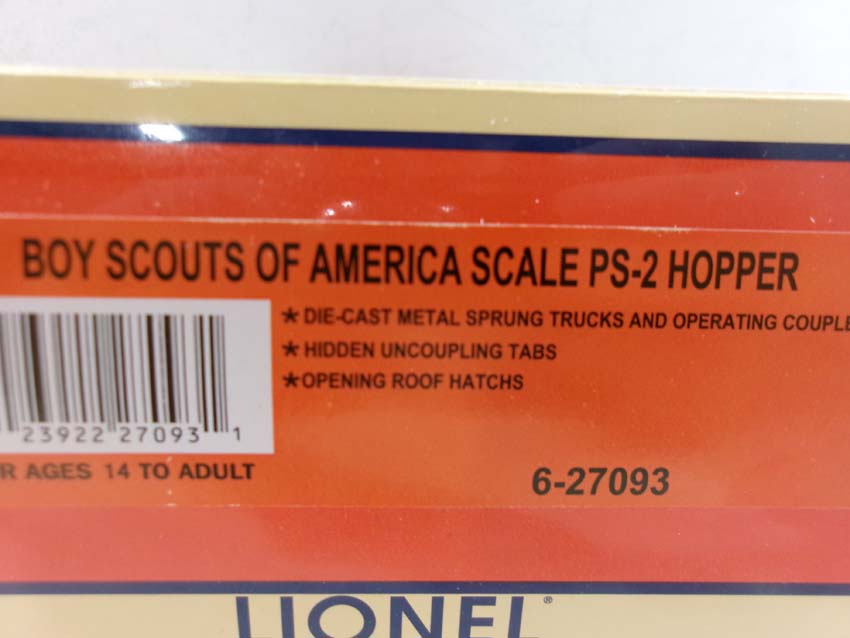 BOY SCOUTS OF AMERICA SCALE PS-2 HOPPER
*DIE-CAST METAL SPRUNG TRUCKS AND OPERATING COUPLE
*HIDDEN UNCOUPLING TABS
*OPENING ROOF HATCHS
23922 27093 1
R AGES 14 TO ADULT
6-27093
LIONEL®